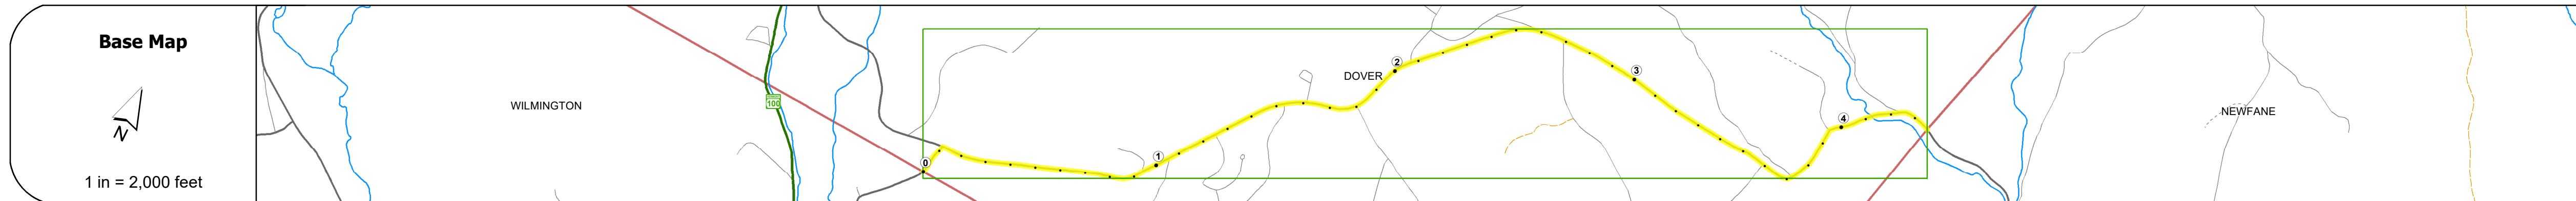 Base Map
N
1 in = 2,000 feet
WILMINGTON
100
0
1
DOVER
2
3
4
NEWFANE